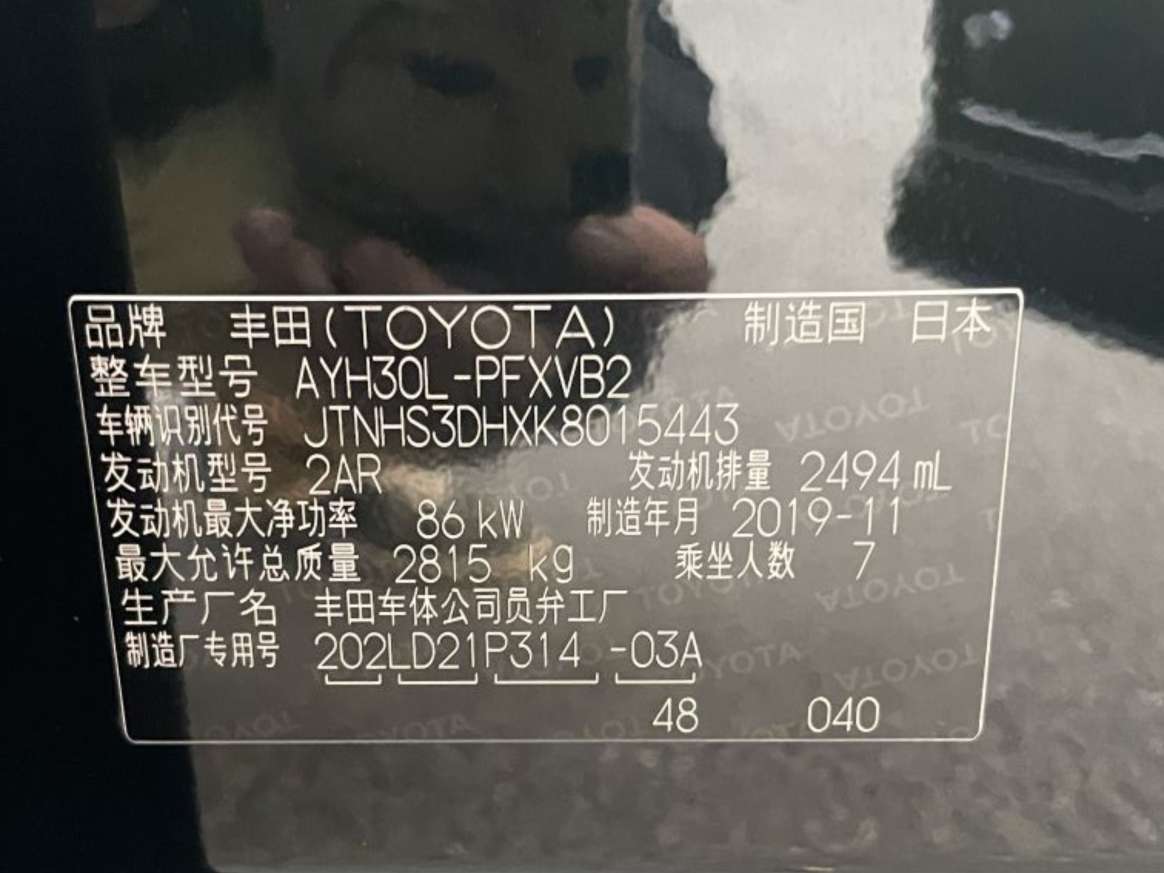 品牌 丰田(TOYOTA) 制造国 日本
整车型号 AYH30L-PFXVB2
车辆识别代号 JTNHS3DHXK8015443
发动机型号 2AR 发动机排量 2494 mL
发动机最大净功率 86 kW 制造年月 2019-11
最大允许总质量 2815 kg 乘坐人数 7
生产厂名 丰田车体公司员弁工厂
制造厂专用号 202LD21P314 -03A
48 040